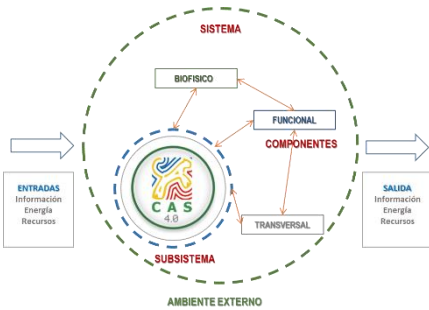 SISTEMA
BIOFISICO
FUNCIONAL
COMPONENTES
ENTRADAS
Información
Energía
Recursos
CAS
4.0
SALIDA
Información
Energía
Recursos
TRANSVERSAL
SUBSISTEMA
AMBIENTE EXTERNO